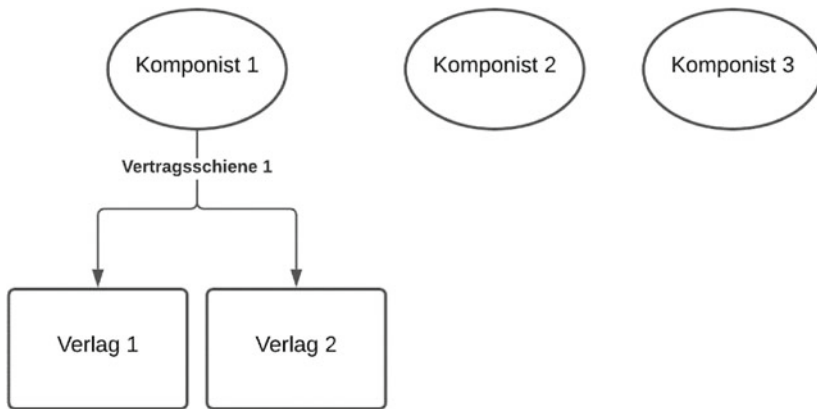 Komponist 1
Komponist 2
Komponist 3
Vertragsschiene 1
Verlag 1
Verlag 2